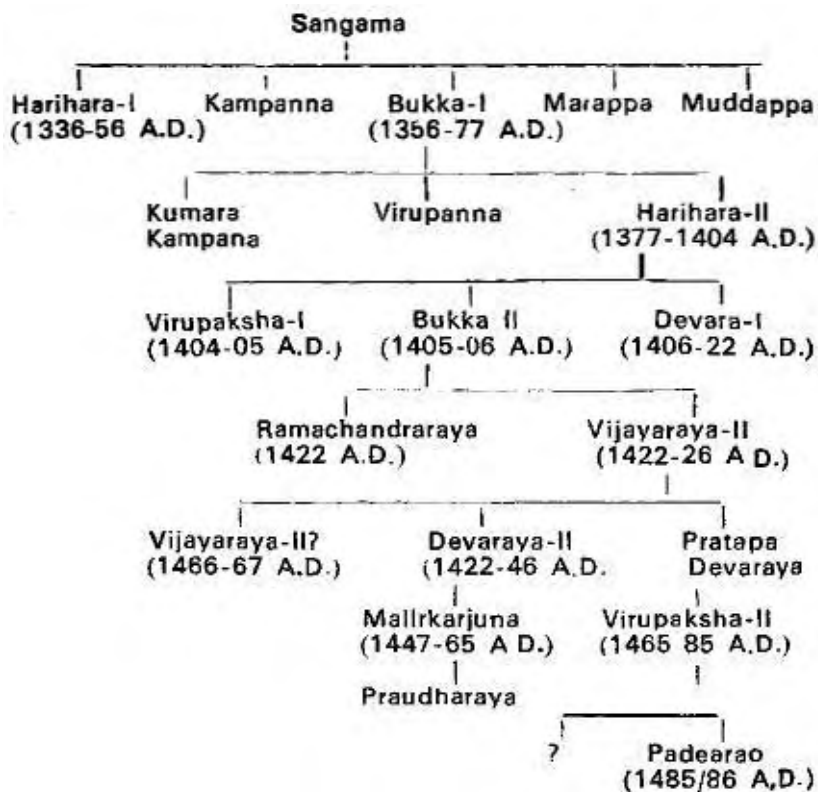 Sangama
Harihara-I Kampanna Bukka-I Marappa Muddappa
(1336-56 A.D.) (1356-77 A.D.)
Kumara Virupanna Harihara-II
Kampana (1377-1404 A.D.)
Virupaksha-I Bukka II Devara-I
(1404-05 A.D.) (1405-06 A.D.) (1406-22 A.D.)
Ramachandraraya Vijayaraya-II
(1422 A.D.) (1422-26 A D.)
Vijayaraya-II? Devaraya-II Pratapa
(1466-67 A.D.) (1422-46 A.D. Devaraya
Mallrkarjuna Virupaksha-II
(1447-65 A D.) (1465 85 A.D.)
Praudharaya
? Padearao
(1485/86 A,D.)